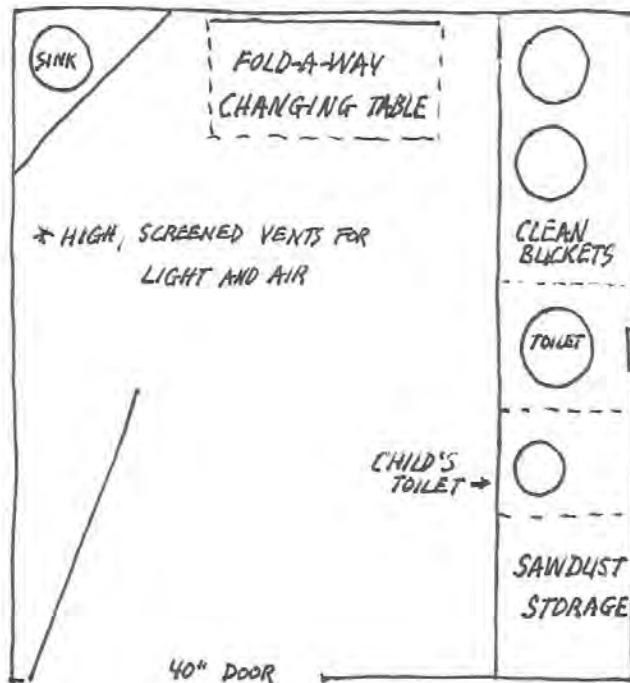 SINK
FOLD-A-WAY
CHANGING TABLE
* HIGH, SCREENED VENTS FOR
LIGHT AND AIR
CLEAN
BUCKETS
TOILET
CHILD'S
TOILET →
SAWDUST
STORAGE
40" DOOR